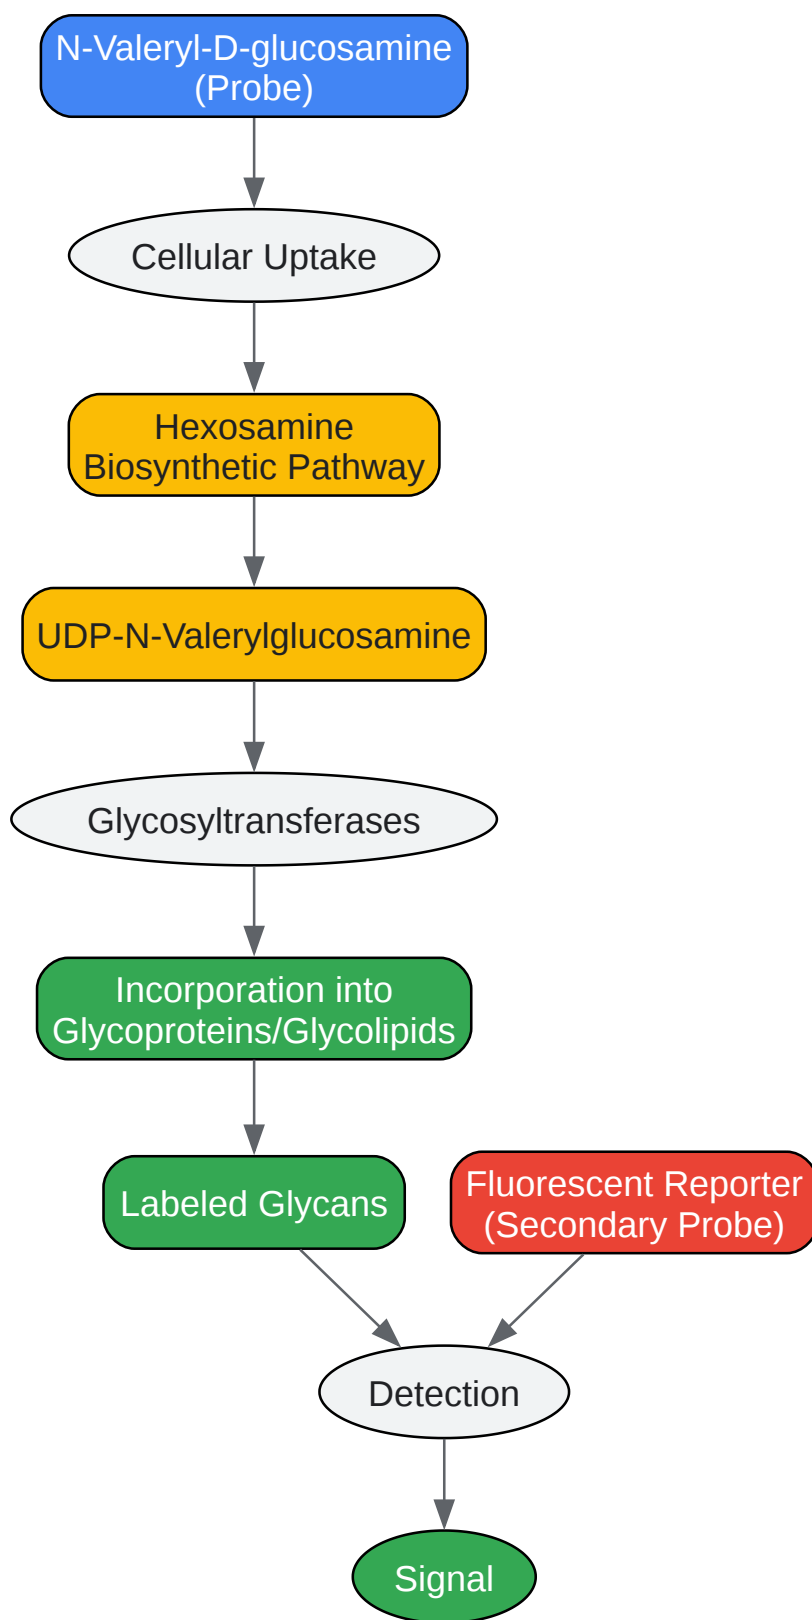 N-Valeryl-D-glucosamine
(Probe)
Cellular Uptake
Hexosamine
Biosynthetic Pathway
UDP-N-Valerylglucosamine
Glycosyltransferases
Incorporation into
Glycoproteins/Glycolipids
Labeled Glycans
Fluorescent Reporter
(Secondary Probe)
Detection
Signal